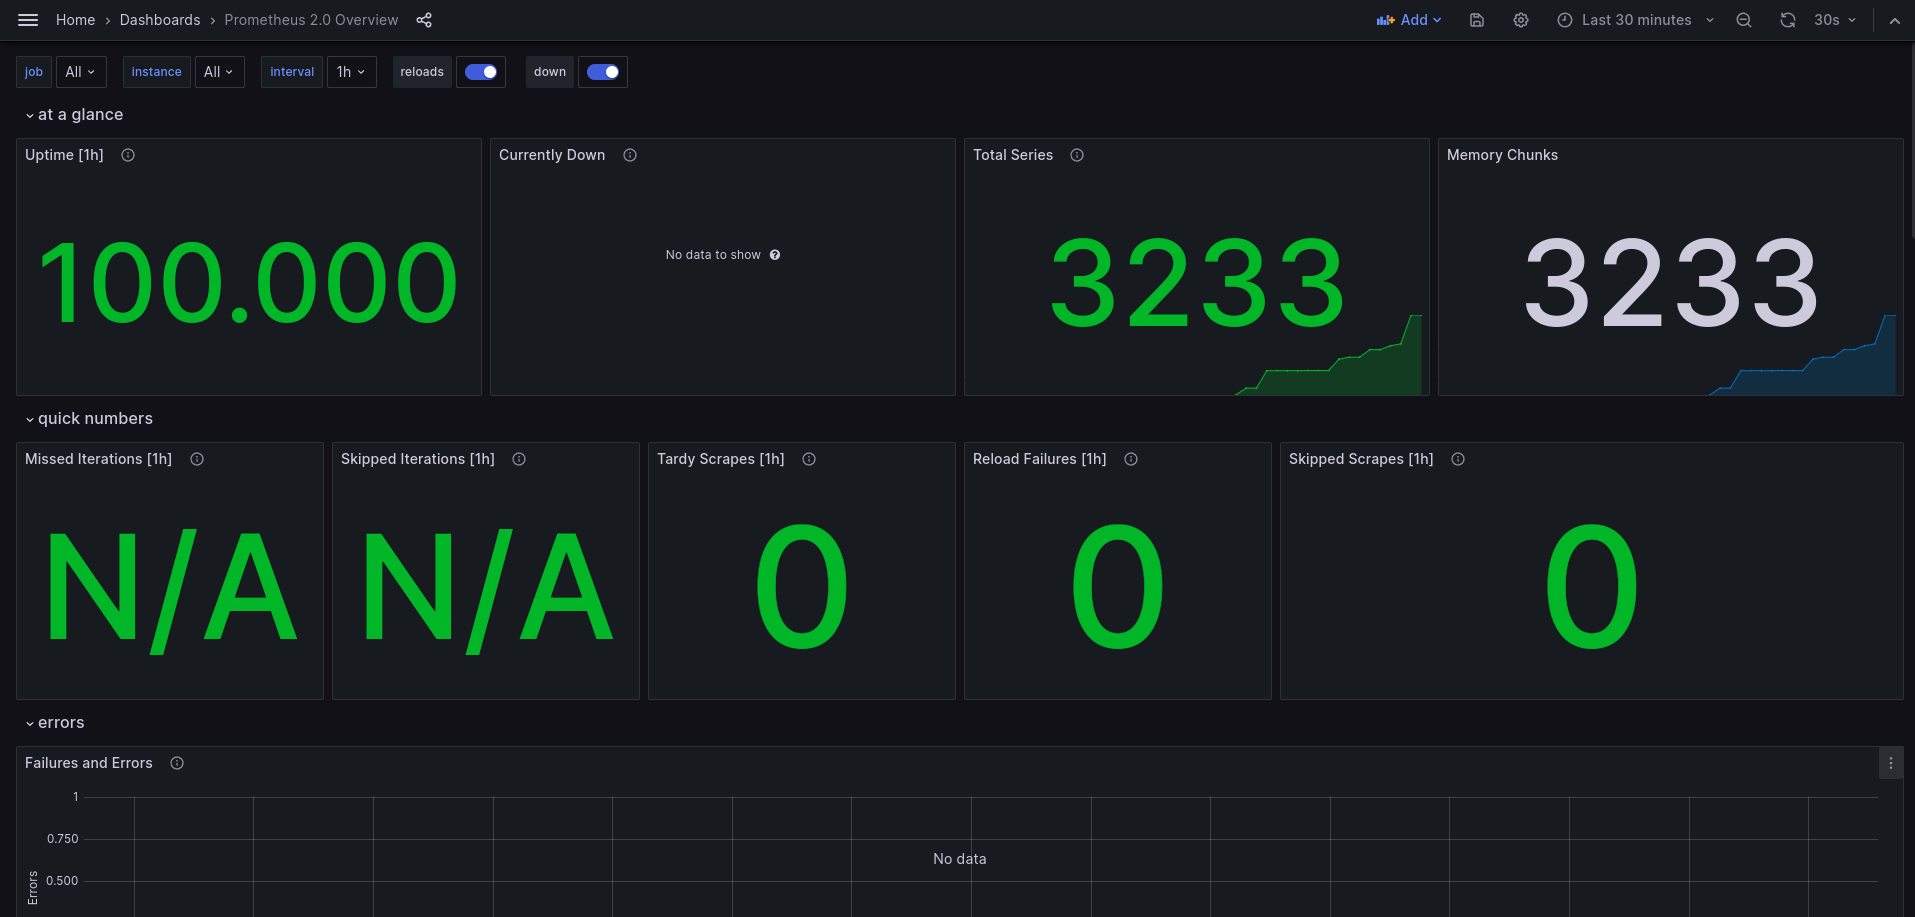 Home › Dashboards › Prometheus 2.0 Overview
Add
Last 30 minutes
30s
job All instance All interval 1h reloads down
at a glance
Uptime [1h]
100.000
Currently Down
No data to show
Total Series
3233
Memory Chunks
3233
quick numbers
Missed Iterations [1h]
N/A
Skipped Iterations [1h]
N/A
Tardy Scrapes [1h]
0
Reload Failures [1h]
0
Skipped Scrapes [1h]
0
errors
Failures and Errors
1
0.750
0.500
Errors
No data